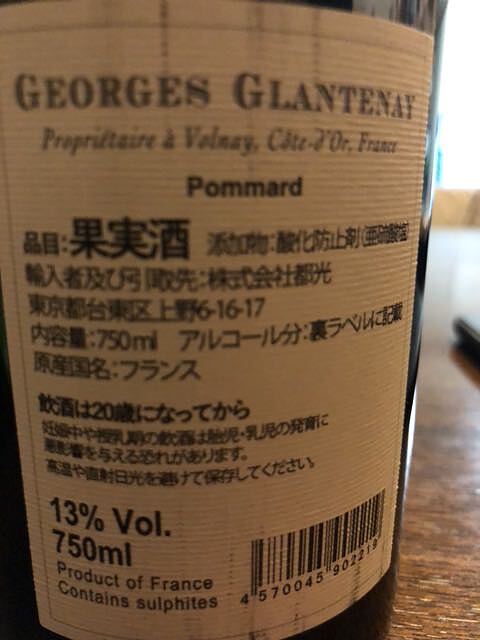 GEORGES GLANTENAY
Propriétaire à Volnay, Côte-d'Or, France
Pommard
品目:果実酒 添加物:酸化防止剤(亜硫酸塩)
輸入者及び引取先:株式会社都光
東京都台東区上野6-16-17
内容量:750ml アルコール分:裏ラベルに記載
原産国名:フランス
飲酒は20歳になってから
妊娠中や授乳期の飲酒は胎児・乳児の発育に
悪影響を与える恐れがあります。
高温や直射日光を避けて保存してください。
13% Vol.
750ml
Product of France
Contains sulphites
4 570045 902219